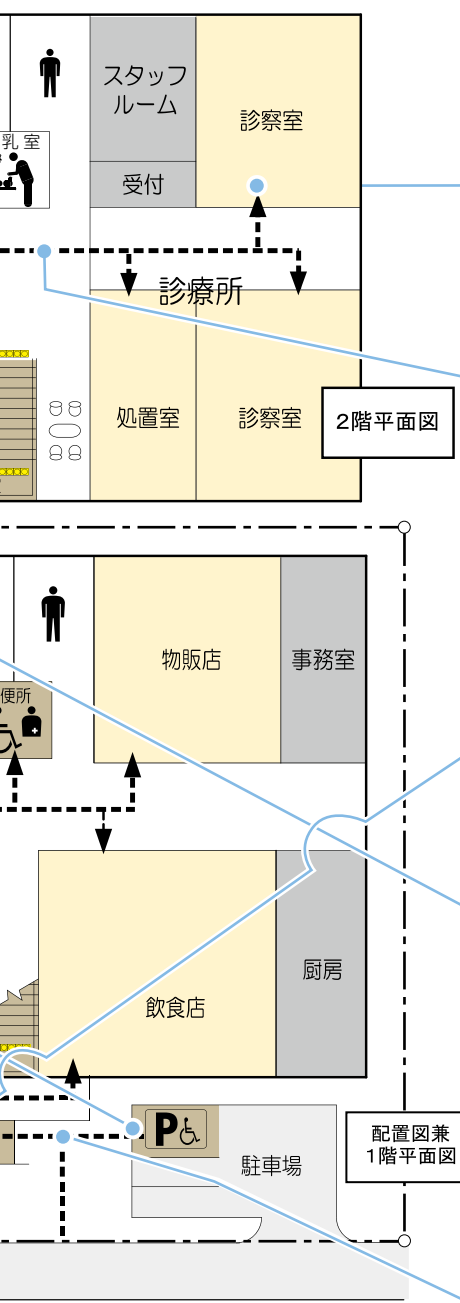 スタッフ
ルーム
診察室
乳室
受付
診療所
処置室
診察室
2階平面図
物販店
事務室
便所
厨房
飲食店
P
駐車場
配置図兼
1階平面図